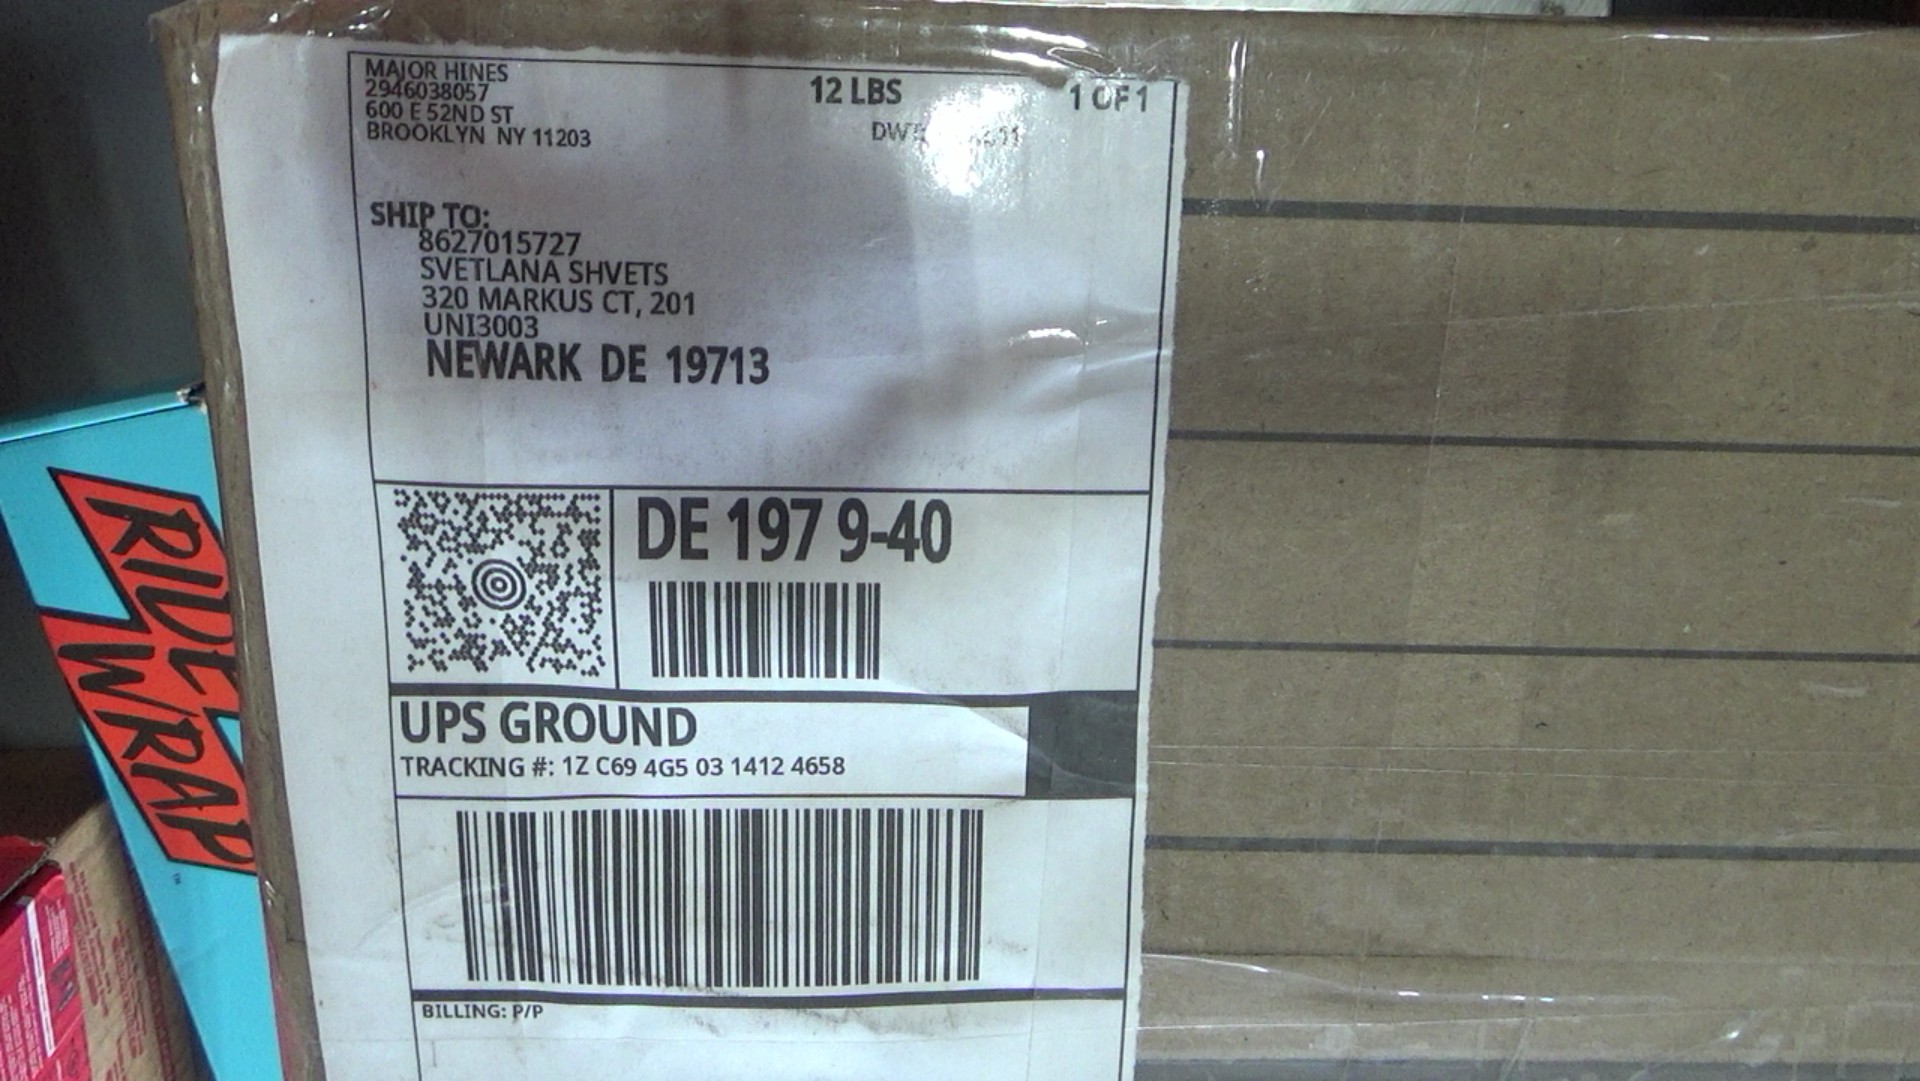 MAJOR HINES
2946038057
600 E 52ND ST
BROOKLYN NY 11203
12 LBS
1 OF 1
SHIP TO:
8627015727
SVETLANA SHVETS
320 MARKUS CT, 201
UNI3003
NEWARK DE 19713
DE 197 9-40
UPS GROUND
TRACKING #: 1Z C69 4G5 03 1412 4658
BILLING: P/P
WRAP